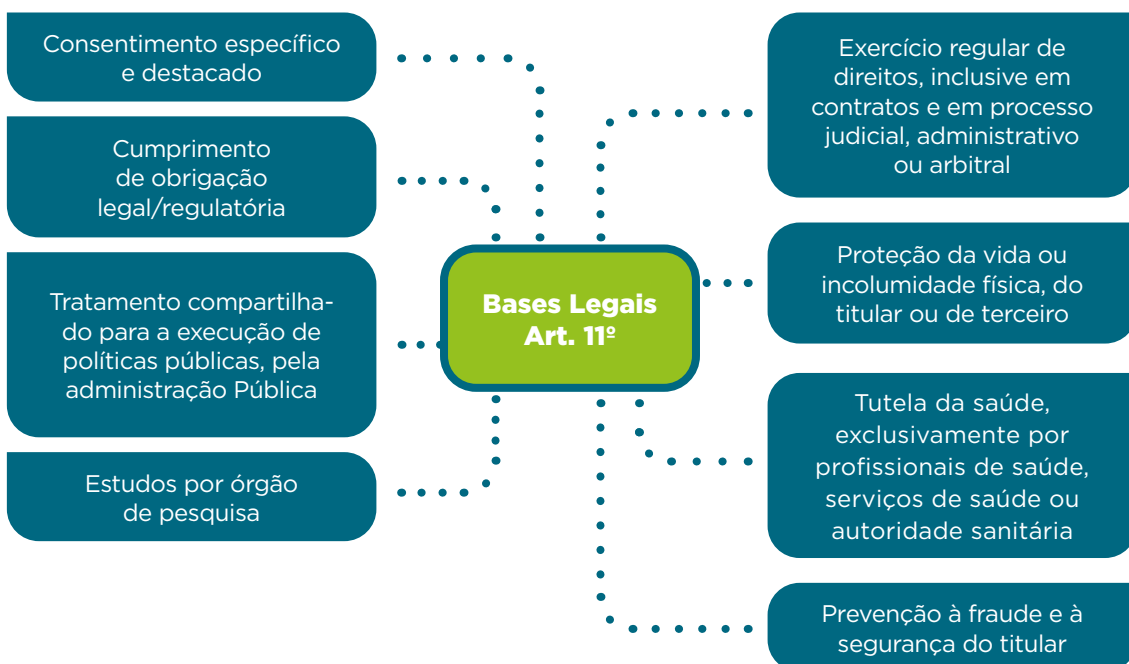 Consentimento específico
e destacado
Cumprimento
de obrigação
legal/regulatória
Tratamento compartilha-
do para a execução de
políticas públicas, pela
administração Pública
Estudos por órgão
de pesquisa
Bases Legais
Art. 11º
Exercício regular de
direitos, inclusive em
contratos e em processo
judicial, administrativo
ou arbitral
Proteção da vida ou
incolumidade física, do
titular ou de terceiro
Tutela da saúde,
exclusivamente por
profissionais de saúde,
serviços de saúde ou
autoridade sanitária
Prevenção à fraude e à
segurança do titular